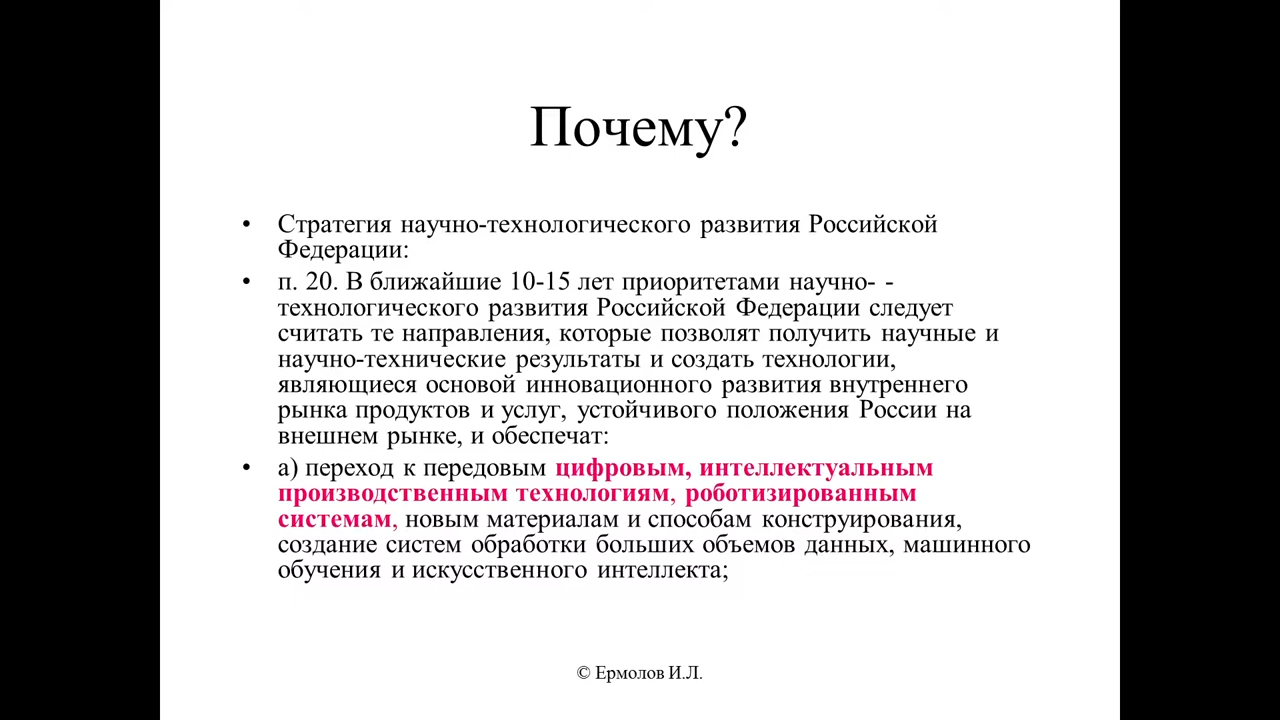 Почему?
• Стратегия научно-технологического развития Российской
Федерации:
• п. 20. В ближайшие 10-15 лет приоритетами научно- -
технологического развития Российской Федерации следует
считать те направления, которые позволят получить научные и
научно-технические результаты и создать технологии,
являющиеся основой инновационного развития внутреннего
рынка продуктов и услуг, устойчивого положения России на
внешнем рынке, и обеспечат:
• а) переход к передовым цифровым, интеллектуальным
производственным технологиям, роботизированным
системам, новым материалам и способам конструирования,
создание систем обработки больших объемов данных, машинного
обучения и искусственного интеллекта;
© Ермолов И.Л.